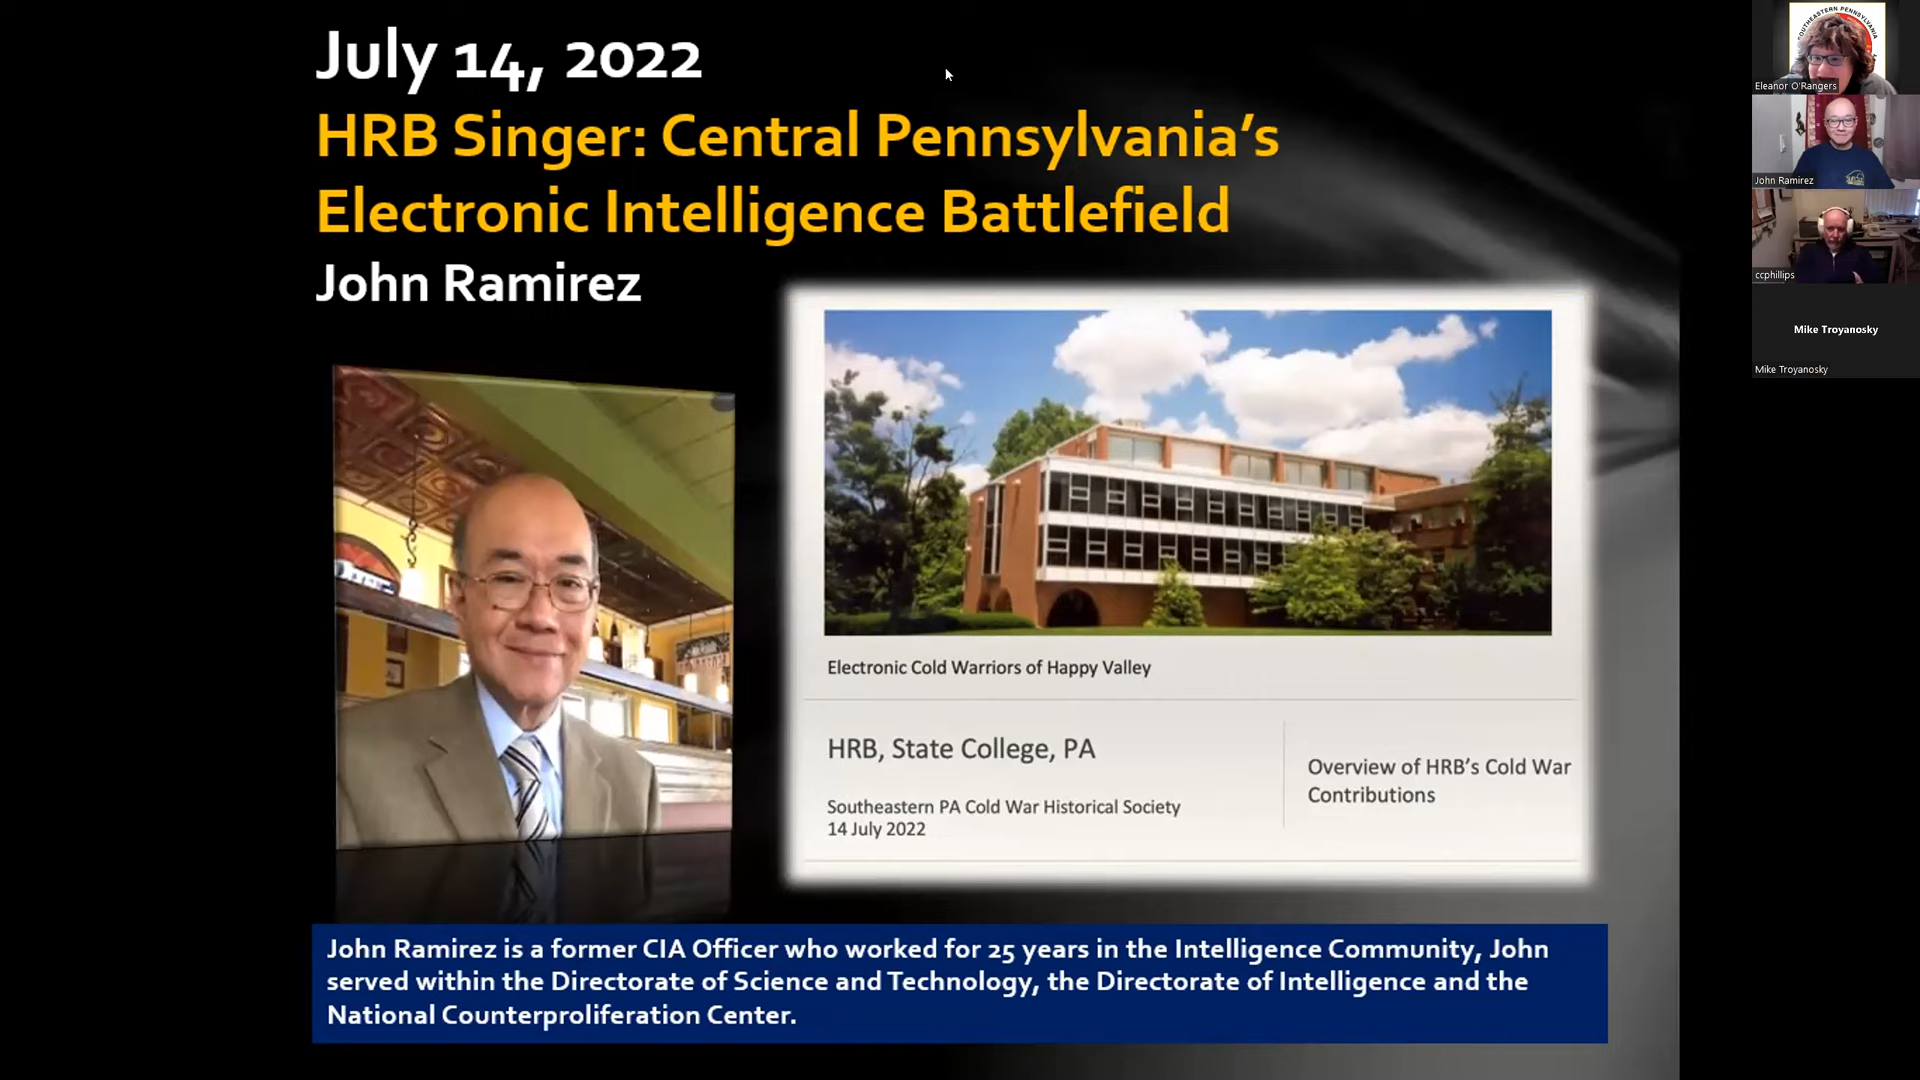 July 14, 2022
HRB Singer: Central Pennsylvania's
Electronic Intelligence Battlefield
John Ramirez
Electronic Cold Warriors of Happy Valley
HRB, State College, PA
Overview of HRB's Cold War
Contributions
Southeastern PA Cold War Historical Society
14 July 2022
John Ramirez is a former CIA Officer who worked for 25 years in the Intelligence Community, John
served within the Directorate of Science and Technology, the Directorate of Intelligence and the
National Counterproliferation Center.
SOUTHEASTERN PENNSYLVANIA
Eleanor O'Rangers
John Ramirez
ccphillips
Mike Troyanosky
Mike Troyanosky